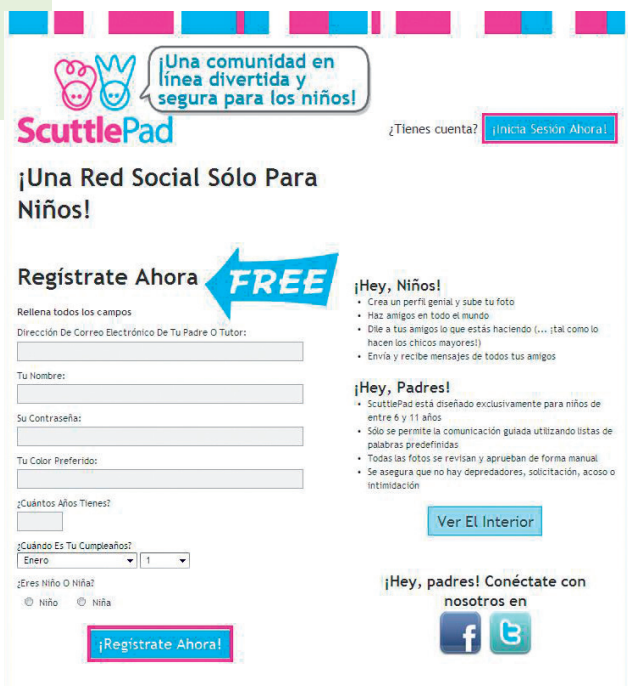 ¡Una comunidad en
línea divertida y
segura para los niños!
ScuttlePad
¿Tienes cuenta? ¡Inicia Sesión Ahora!
¡Una Red Social Sólo Para
Niños!
Regístrate Ahora
FREE
Rellena todos los campos
Dirección De Correo Electrónico De Tu Padre O Tutor:
Tu Nombre:
Su Contraseña:
Tu Color Preferido:
¿Cuántos Años Tienes?
¿Cuándo Es Tu Cumpleaños?
Enero 1
¿Eres Niño O Niña?
Niño Niña
¡Regístrate Ahora!
¡Hey, Niños!
• Crea un perfil genial y sube tu foto
• Haz amigos en todo el mundo
• Dile a tus amigos lo que estás haciendo (... ¡tal como lo
hacen los chicos mayores!)
• Envía y recibe mensajes de todos tus amigos
¡Hey, Padres!
• ScuttlePad está diseñado exclusivamente para niños de
entre 6 y 11 años
• Sólo se permite la comunicación guiada utilizando listas de
palabras predefinidas
• Todas las fotos se revisan y aprueban de forma manual
• Se asegura que no hay depredadores, solicitación, acoso o
intimidación
Ver El Interior
¡Hey, padres! Conéctate con
nosotros en